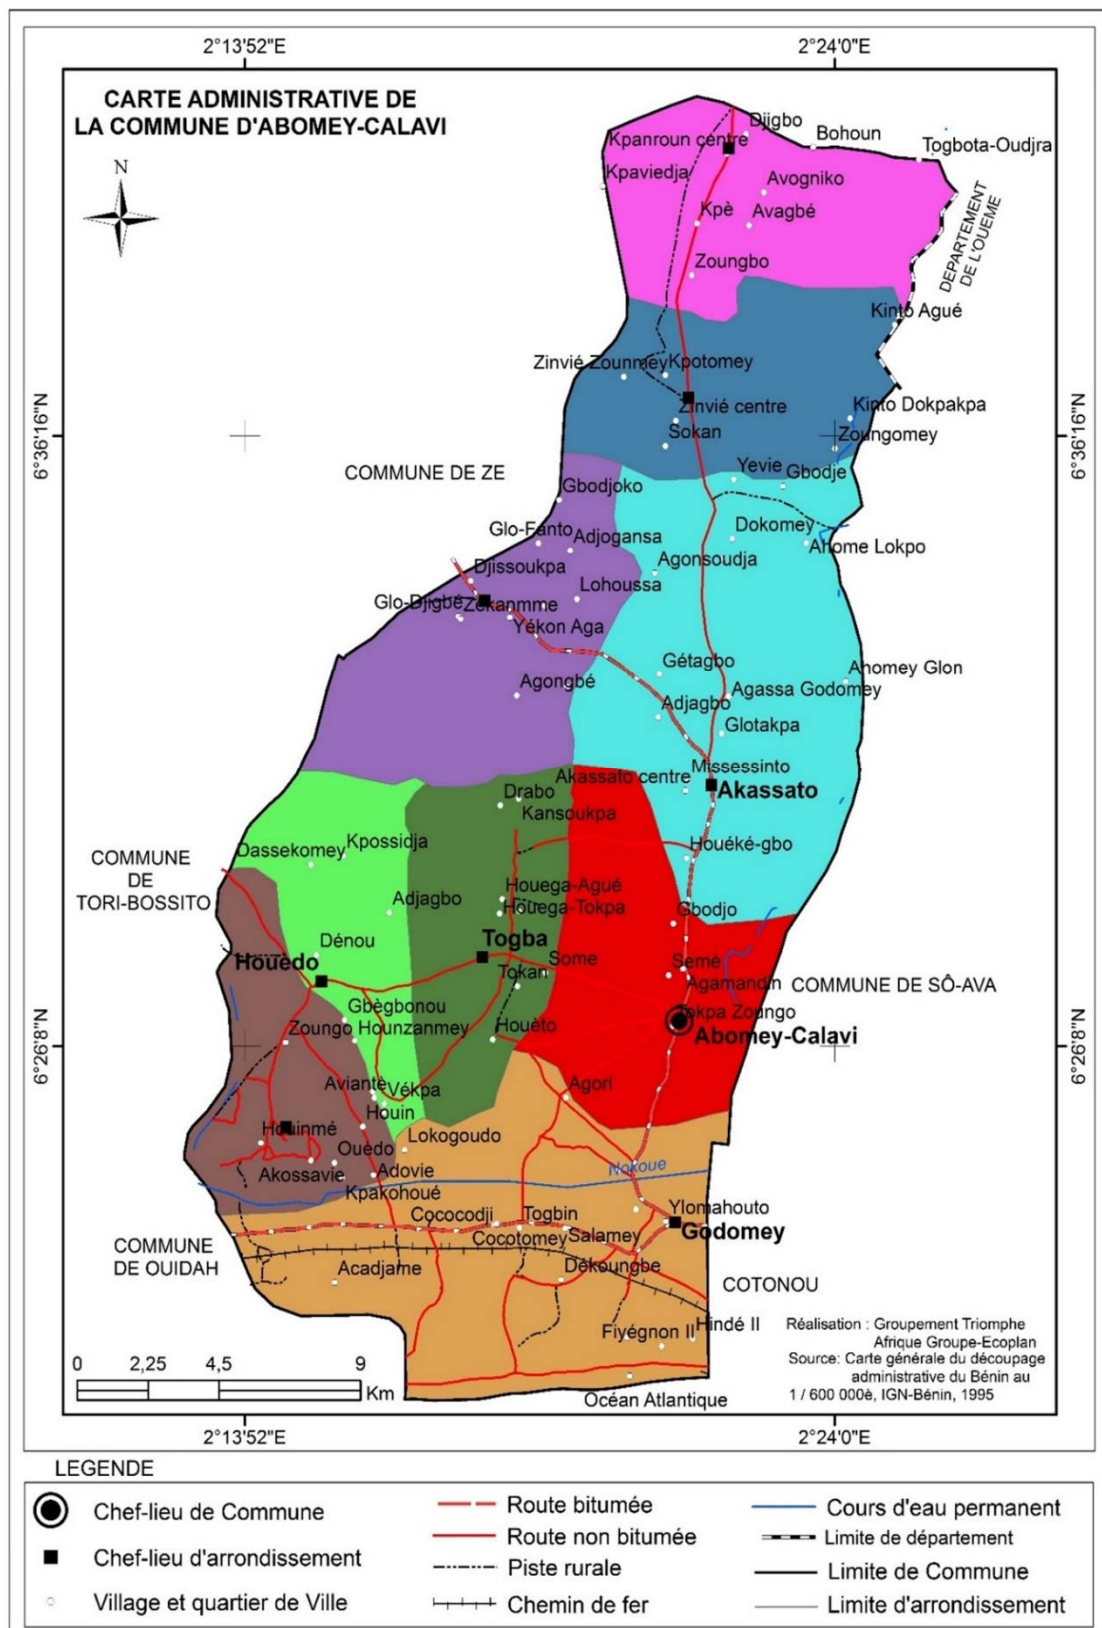 2°13'52"E
2°24'0"E
CARTE ADMINISTRATIVE DE
LA COMMUNE D'ABOMEY-CALAVI
N
Djigbo
Kpanroun centre
Bohoun
Togbota-Oudjra
Kpaviedja
Avogniko
Kpè
Avagbé
DEPARTEMENT
DE L'OUEME
Zoungbo
Kinto Agué
Zinvié Zounmey
Kpotomey
Zinvié centre
Kinto Dokpakpa
Sokan
Zoungomey
6°36'16"N
6°36'16"N
COMMUNE DE ZE
Yevie
Gbodje
Gbodjoko
Glo-Fanto
Adjogansa
Dokomey
Ahome Lokpo
Agonsoudja
Djissoukpa
Lohoussa
Glo-Djigbé
Zekanmme
Yékon Aga
Gétagbo
Ahomey Glon
Agongbé
Agassa Godomey
Adjagbo
Glotakpa
Missessinto
Akassato centre
Akassato
Drabo
Kansoukpa
Kpossidja
Dassekomey
Houéké-gbo
COMMUNE
DE
TORI-BOSSITO
Houega-Agué
Adjagbo
Houega-Tokpa
Gbodjo
Dénou
Togba
Houèdo
Some
Semè
Tokan
Agamandin
COMMUNE DE SÔ-AVA
Gbègbonou
Tokpa Zoungo
Zoungo Hounzanmey
Houèto
Abomey-Calavi
6°26'8"N
6°26'8"N
Aviantè
Vékpa
Agori
Houin
Houinmé
Lokogoudo
Ouèdo
Akossavie
Adovie
Nokoue
Kpakohoué
Cococodji
Togbin
Ylomahouto
Cocotomey
Salamey
Godomey
COMMUNE
DE OUIDAH
Acadjame
Dèkoungbe
COTONOU
Fiyégnon II
Hindé II
Réalisation : Groupement Triomphe
Afrique Groupe-Ecoplan
Source: Carte générale du découpage
administrative du Bénin au
1 / 600 000è, IGN-Bénin, 1995
0 2,25 4,5 9
Km
Océan Atlantique
2°13'52"E
2°24'0"E
LEGENDE
Chef-lieu de Commune
Chef-lieu d'arrondissement
Village et quartier de Ville
Route bitumée
Route non bitumée
Piste rurale
Chemin de fer
Cours d'eau permanent
Limite de département
Limite de Commune
Limite d'arrondissement